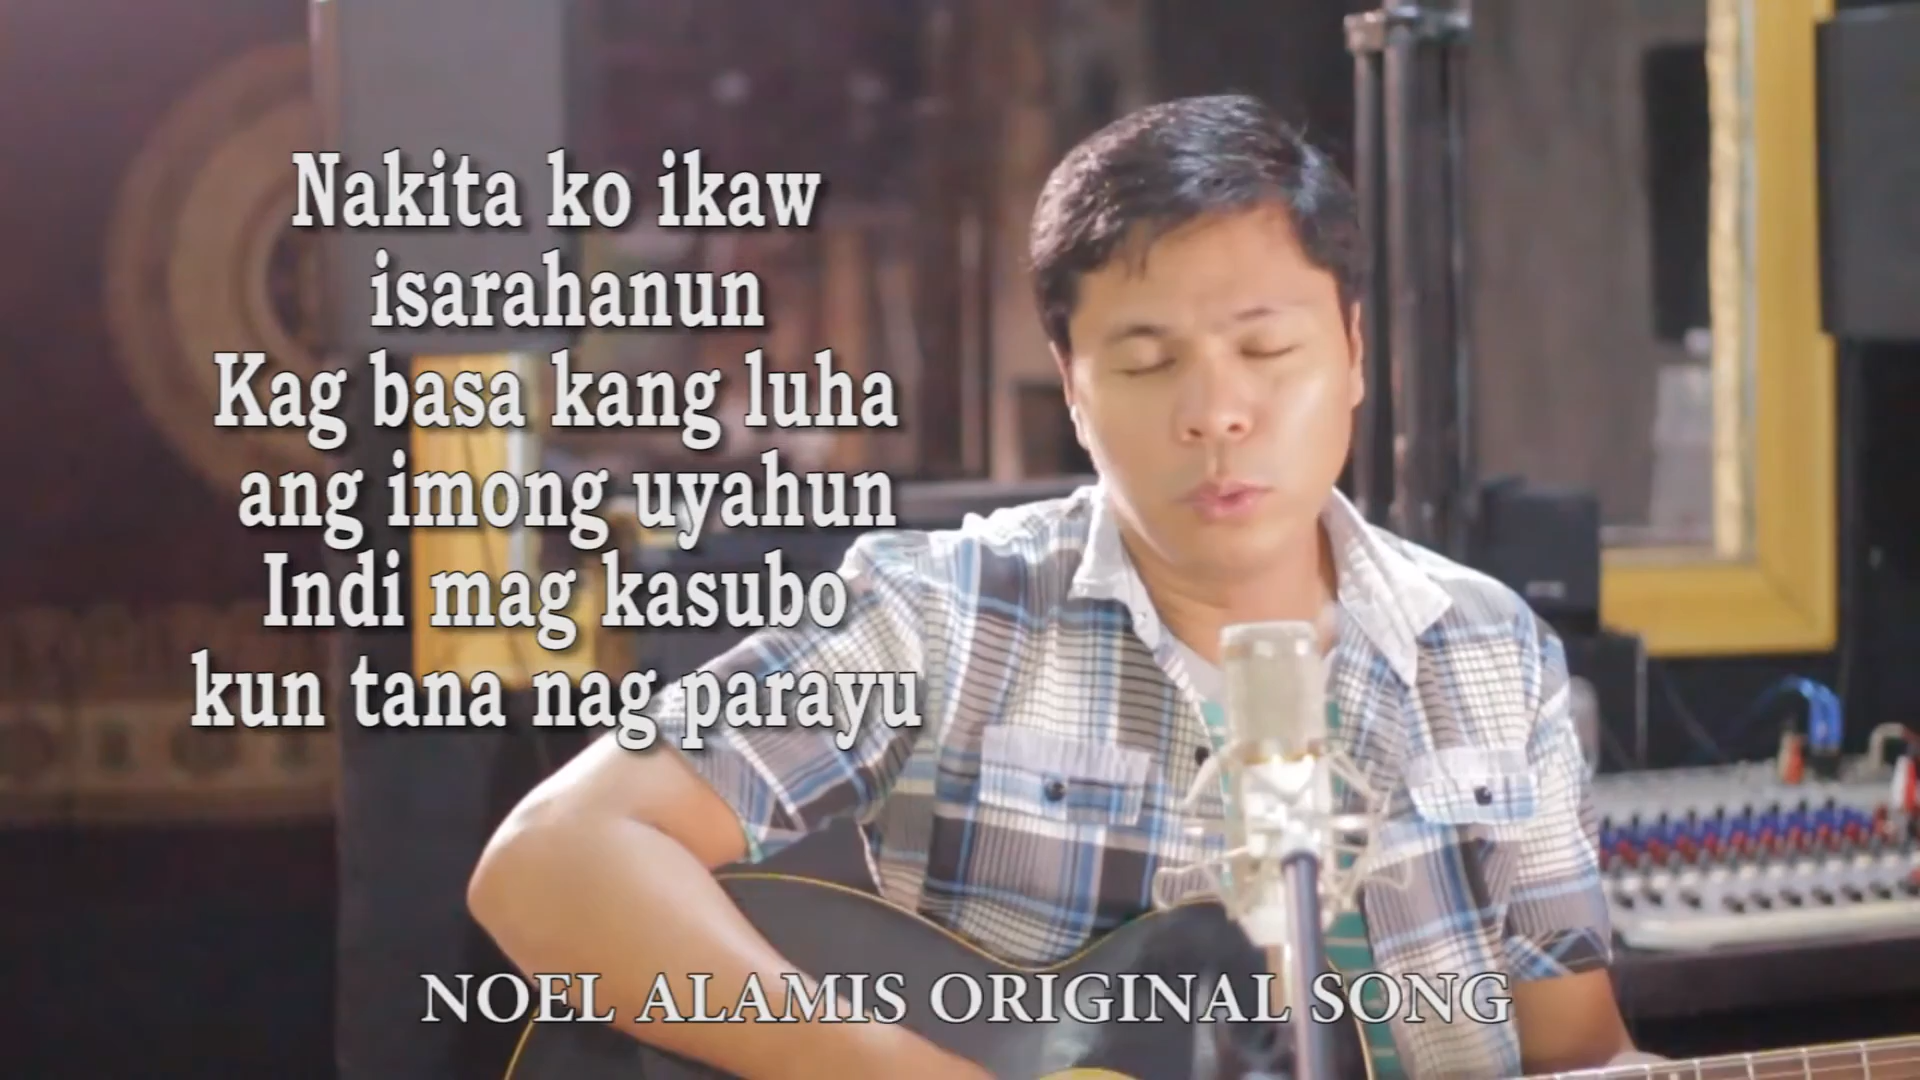 Nakita ko ikaw
isarahanun
Kag basa kang luha
ang imong uyahun
Indi mag kasubo
kun tana nag parayu
NOEL ALAMIS ORIGINAL SONG